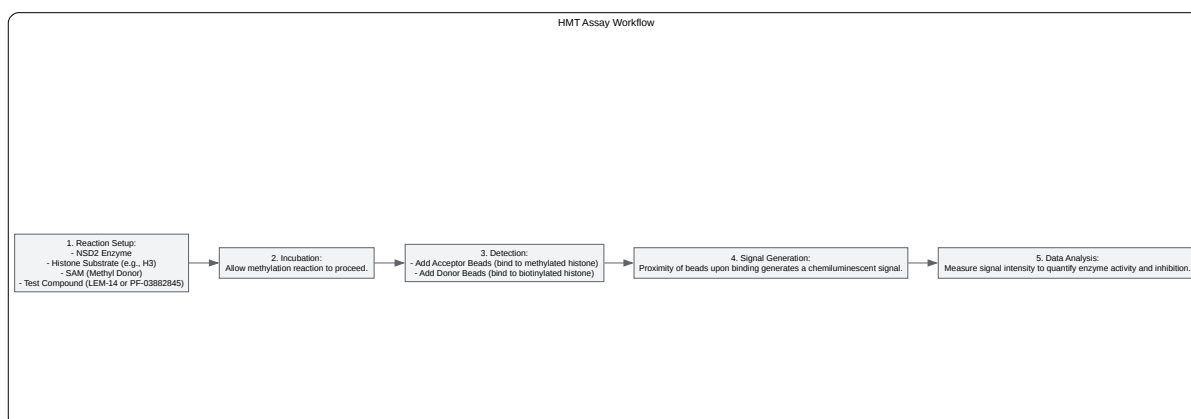 HMT Assay Workflow
1. Reaction Setup:
- NSD2 Enzyme
- Histone Substrate (e.g., H3)
- SAM (Methyl Donor)
- Test Compound (LEM-14 or PF-03882845)
2. Incubation:
Allow methylation reaction to proceed.
3. Detection:
- Add Acceptor Beads (bind to methylated histone)
- Add Donor Beads (bind to biotinylated histone)
4. Signal Generation:
Proximity of beads upon binding generates a chemiluminescent signal.
5. Data Analysis:
Measure signal intensity to quantify enzyme activity and inhibition.